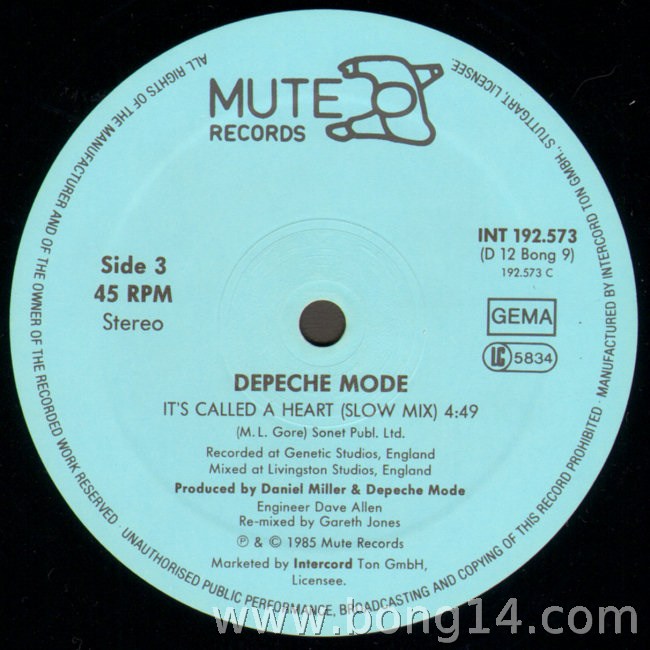 MUTE
RECORDS
Side 3
45 RPM
Stereo
INT 192.573
(D 12 Bong 9)
192.573 C
GEMA
LC 5834
DEPECHE MODE
IT'S CALLED A HEART (SLOW MIX) 4:49
(M. L. Gore) Sonet Publ. Ltd.
Recorded at Genetic Studios, England
Mixed at Livingston Studios, England
Produced by Daniel Miller & Depeche Mode
Engineer Dave Allen
Re-mixed by Gareth Jones
℗ & © 1985 Mute Records
Marketed by Intercord Ton GmbH,
Licensee.
ALL RIGHTS OF THE MANUFACTURER AND OF THE OWNER OF THE RECORDED WORK RESERVED · UNAUTHORISED PUBLIC PERFORMANCE, BROADCASTING AND COPYING OF THIS RECORD PROHIBITED · MANUFACTURED BY INTERCORD TON GMBH., STUTTGART, LICENSEE.
www.bong14.com